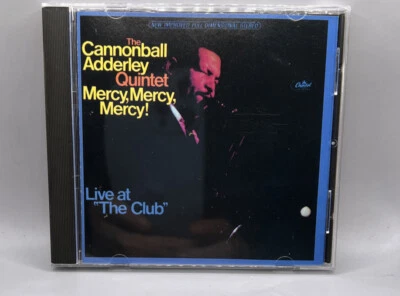 The
Cannonball
Adderley
Quintet
Mercy, Mercy,
Mercy!
Capitol
Live at
"The Club"